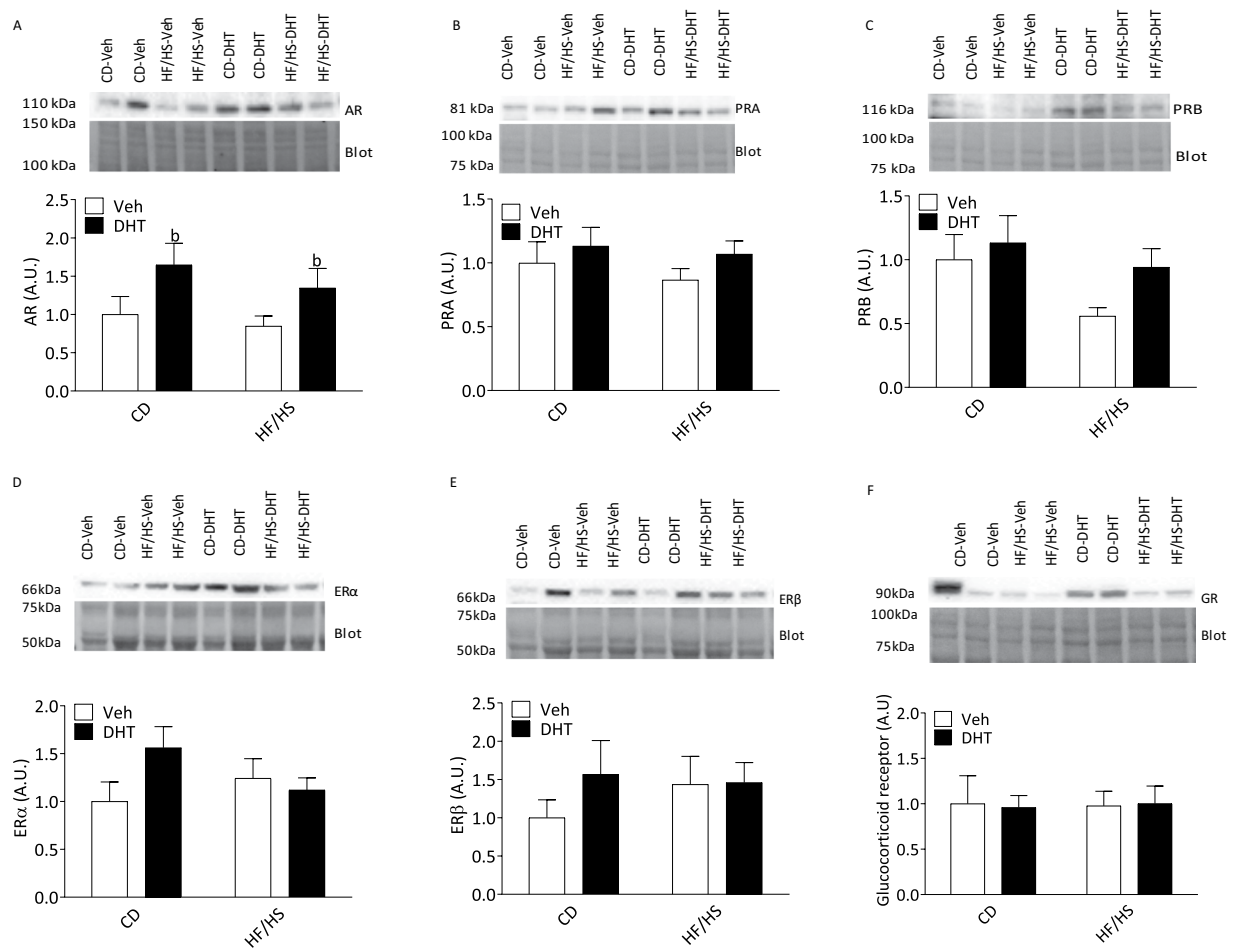 A
CD-Veh
CD-Veh
HF/HS-Veh
HF/HS-Veh
CD-DHT
CD-DHT
HF/HS-DHT
HF/HS-DHT
110 kDa
AR
150 kDa
Blot
100 kDa
2.5
2.0
1.5
1.0
0.5
0.0
AR (A.U.)
Veh
DHT
b
b
CD
HF/HS
B
CD-Veh
CD-Veh
HF/HS-Veh
HF/HS-Veh
CD-DHT
CD-DHT
HF/HS-DHT
HF/HS-DHT
81 kDa
PRA
100 kDa
Blot
75 kDa
1.5
1.0
0.5
0.0
PRA (A.U.)
Veh
DHT
CD
HF/HS
C
CD-Veh
CD-Veh
HF/HS-Veh
HF/HS-Veh
CD-DHT
CD-DHT
HF/HS-DHT
HF/HS-DHT
116 kDa
PRB
100 kDa
Blot
75 kDa
1.5
1.0
0.5
0.0
PRB (A.U.)
Veh
DHT
CD
HF/HS
D
CD-Veh
CD-Veh
HF/HS-Veh
HF/HS-Veh
CD-DHT
CD-DHT
HF/HS-DHT
HF/HS-DHT
66kDa
ERα
75kDa
Blot
50kDa
2.0
1.5
1.0
0.5
0.0
ERα (A.U.)
Veh
DHT
CD
HF/HS
E
CD-Veh
CD-Veh
HF/HS-Veh
HF/HS-Veh
CD-DHT
CD-DHT
HF/HS-DHT
HF/HS-DHT
66kDa
ERβ
75kDa
Blot
50kDa
2.5
2.0
1.5
1.0
0.5
0.0
ERβ (A.U.)
Veh
DHT
CD
HF/HS
F
CD-Veh
CD-Veh
HF/HS-Veh
HF/HS-Veh
CD-DHT
CD-DHT
HF/HS-DHT
HF/HS-DHT
90kDa
GR
100kDa
Blot
75kDa
2.0
1.5
1.0
0.5
0.0
Glucocorticoid receptor (A.U)
Veh
DHT
CD
HF/HS